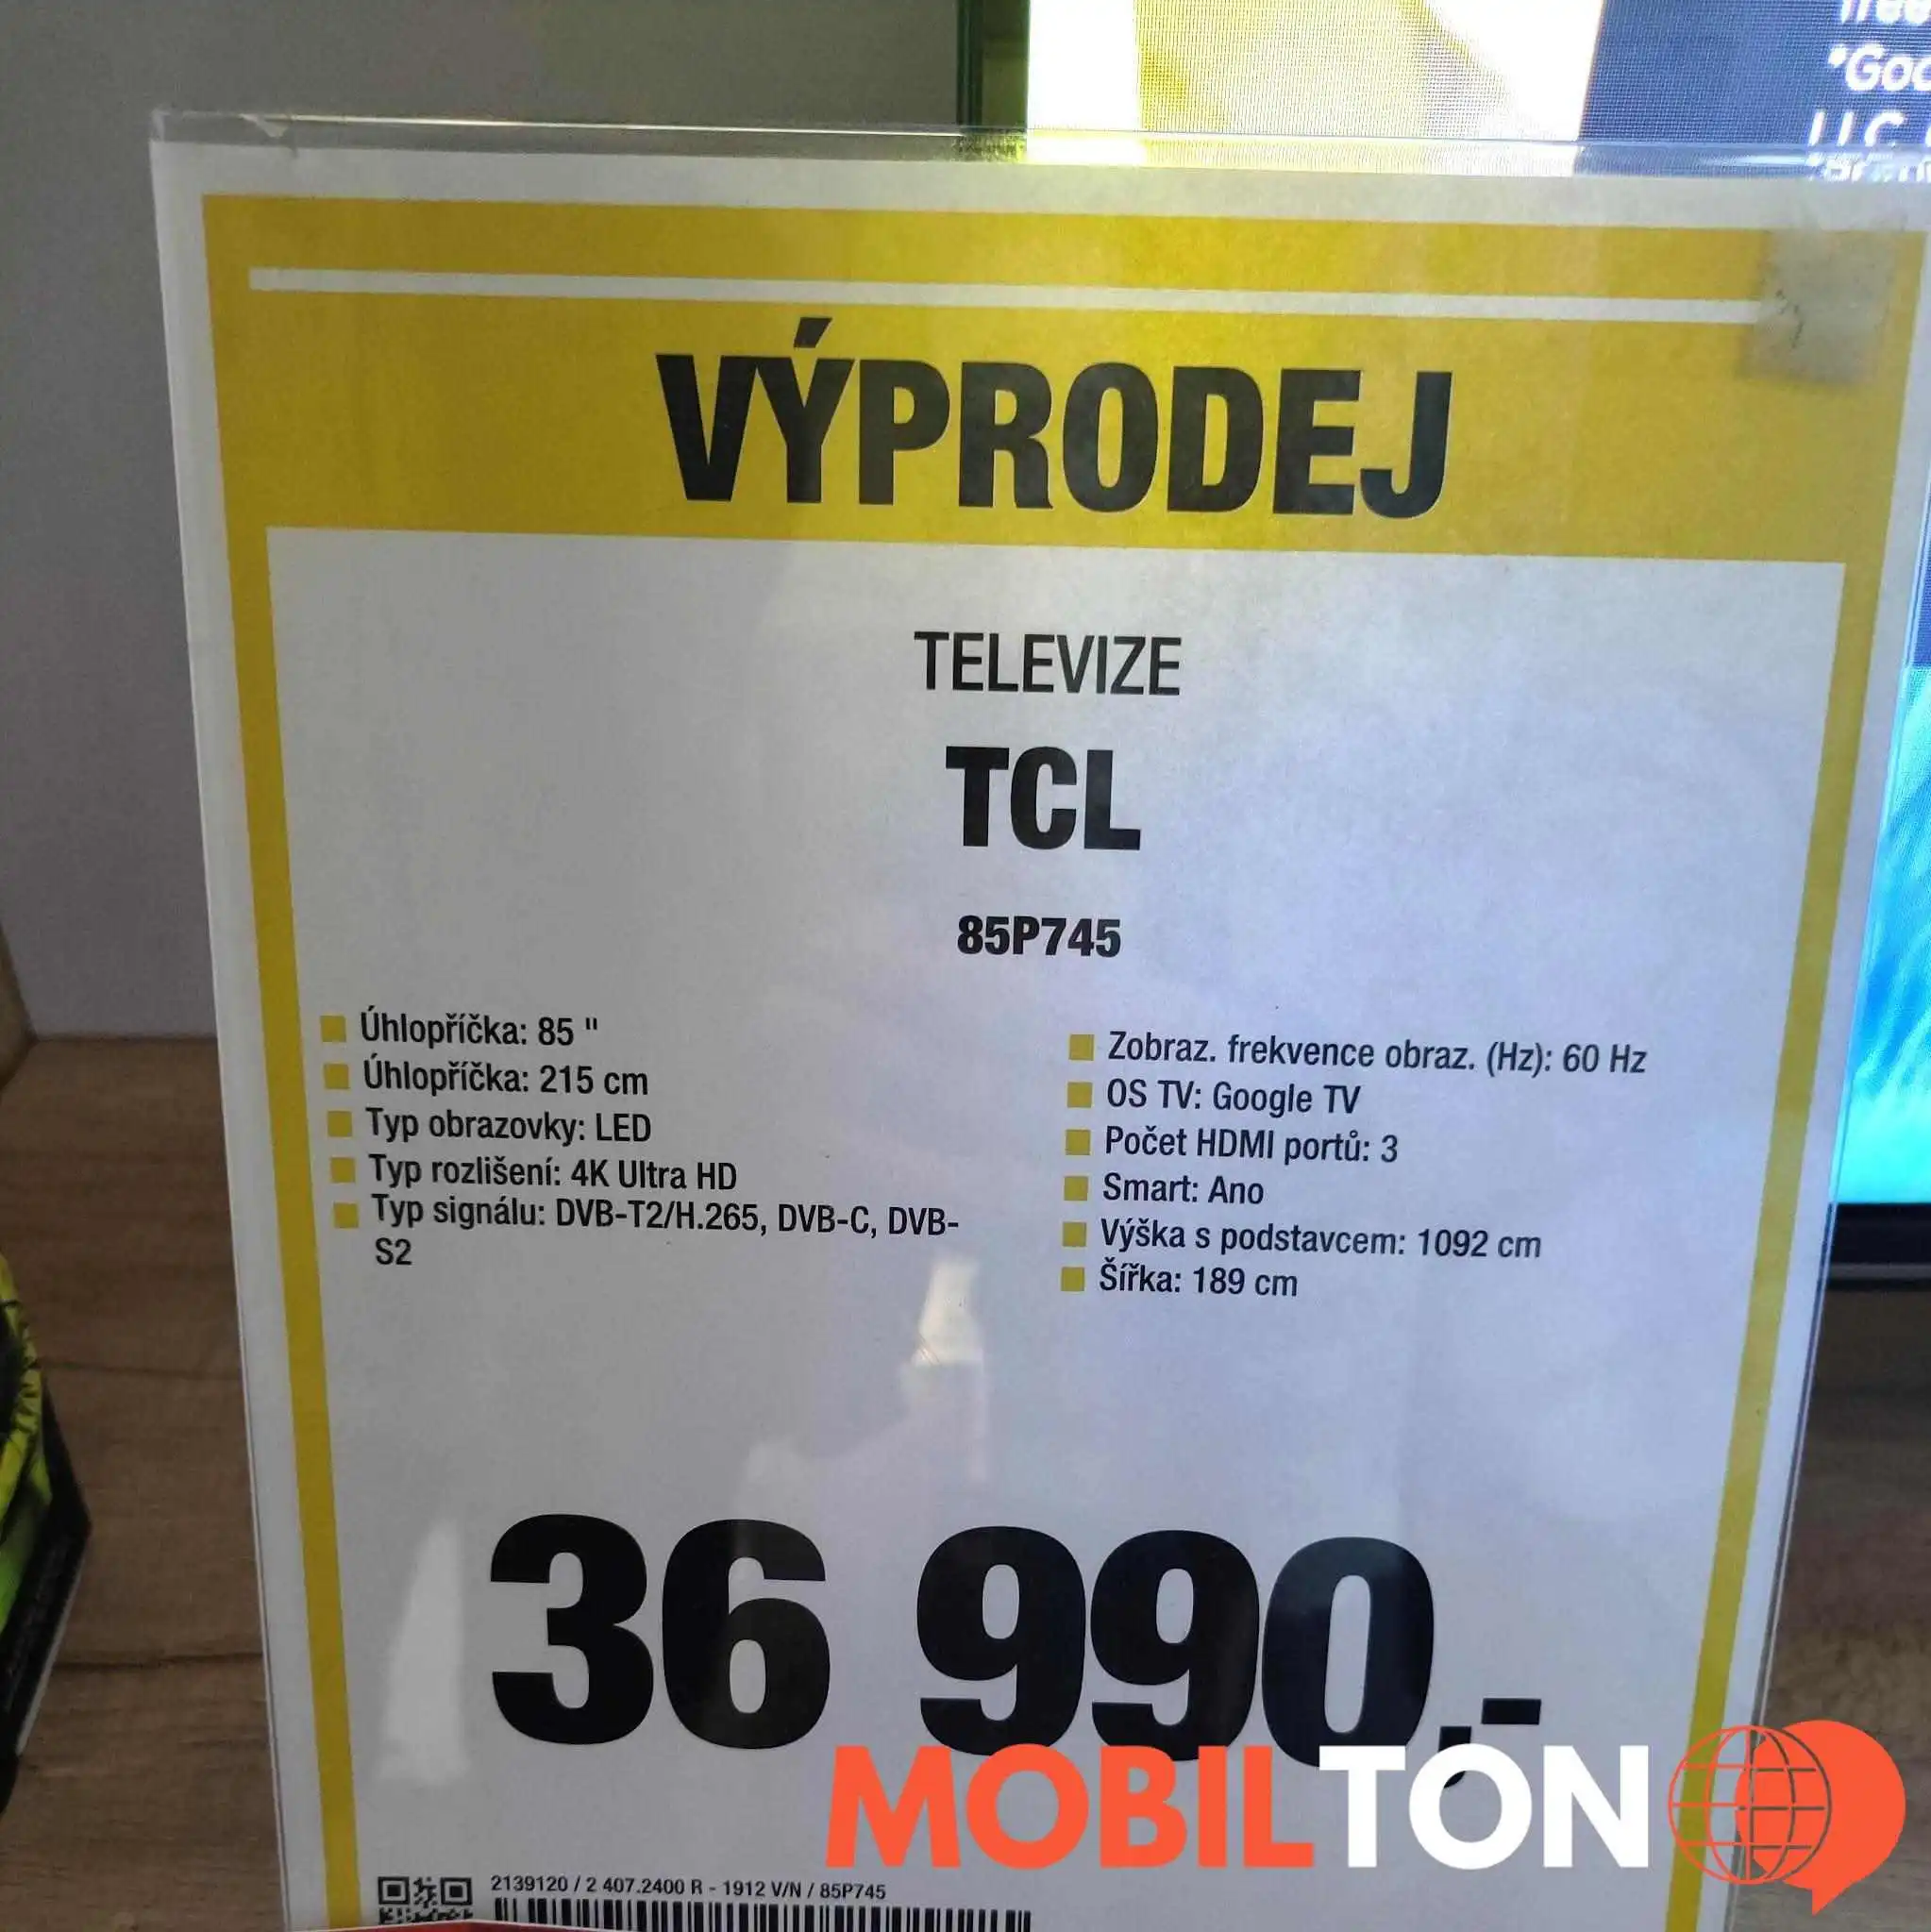 *Goo
LLC
VÝPRODEJ
TELEVIZE
TCL
85P745
Úhlopříčka: 85 "
Úhlopříčka: 215 cm
Typ obrazovky: LED
Typ rozlišení: 4K Ultra HD
Typ signálu: DVB-T2/H.265, DVB-C, DVB-
S2
Zobraz. frekvence obraz. (Hz): 60 Hz
OS TV: Google TV
Počet HDMI portů: 3
Smart: Ano
Výška s podstavcem: 1092 cm
Šířka: 189 cm
36 990,-
MOBILTON
2139120 / 2 407.2400 R - 1912 V/N / 85P745